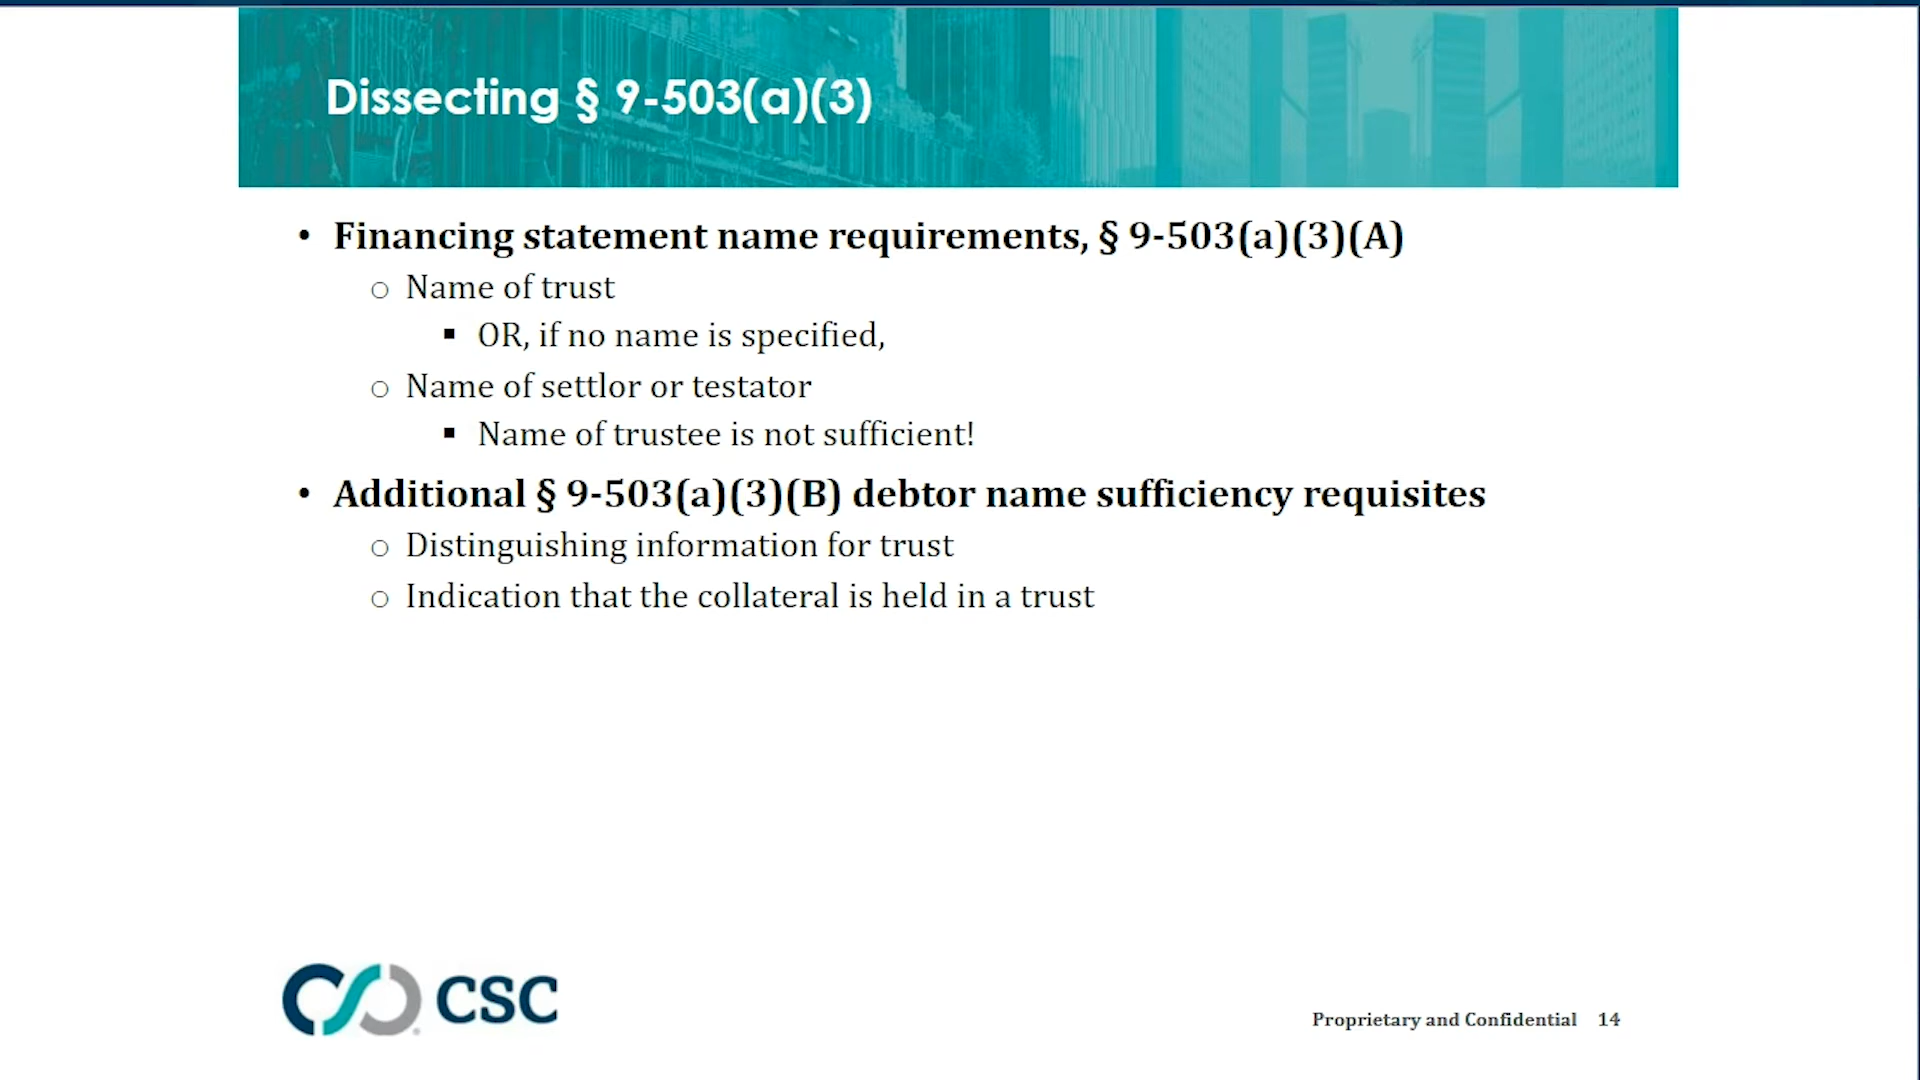 Dissecting § 9-503(a)(3)
• Financing statement name requirements, § 9-503(a)(3)(A)
○ Name of trust
▪ OR, if no name is specified,
○ Name of settlor or testator
▪ Name of trustee is not sufficient!
• Additional § 9-503(a)(3)(B) debtor name sufficiency requisites
○ Distinguishing information for trust
○ Indication that the collateral is held in a trust
CSC
Proprietary and Confidential 14